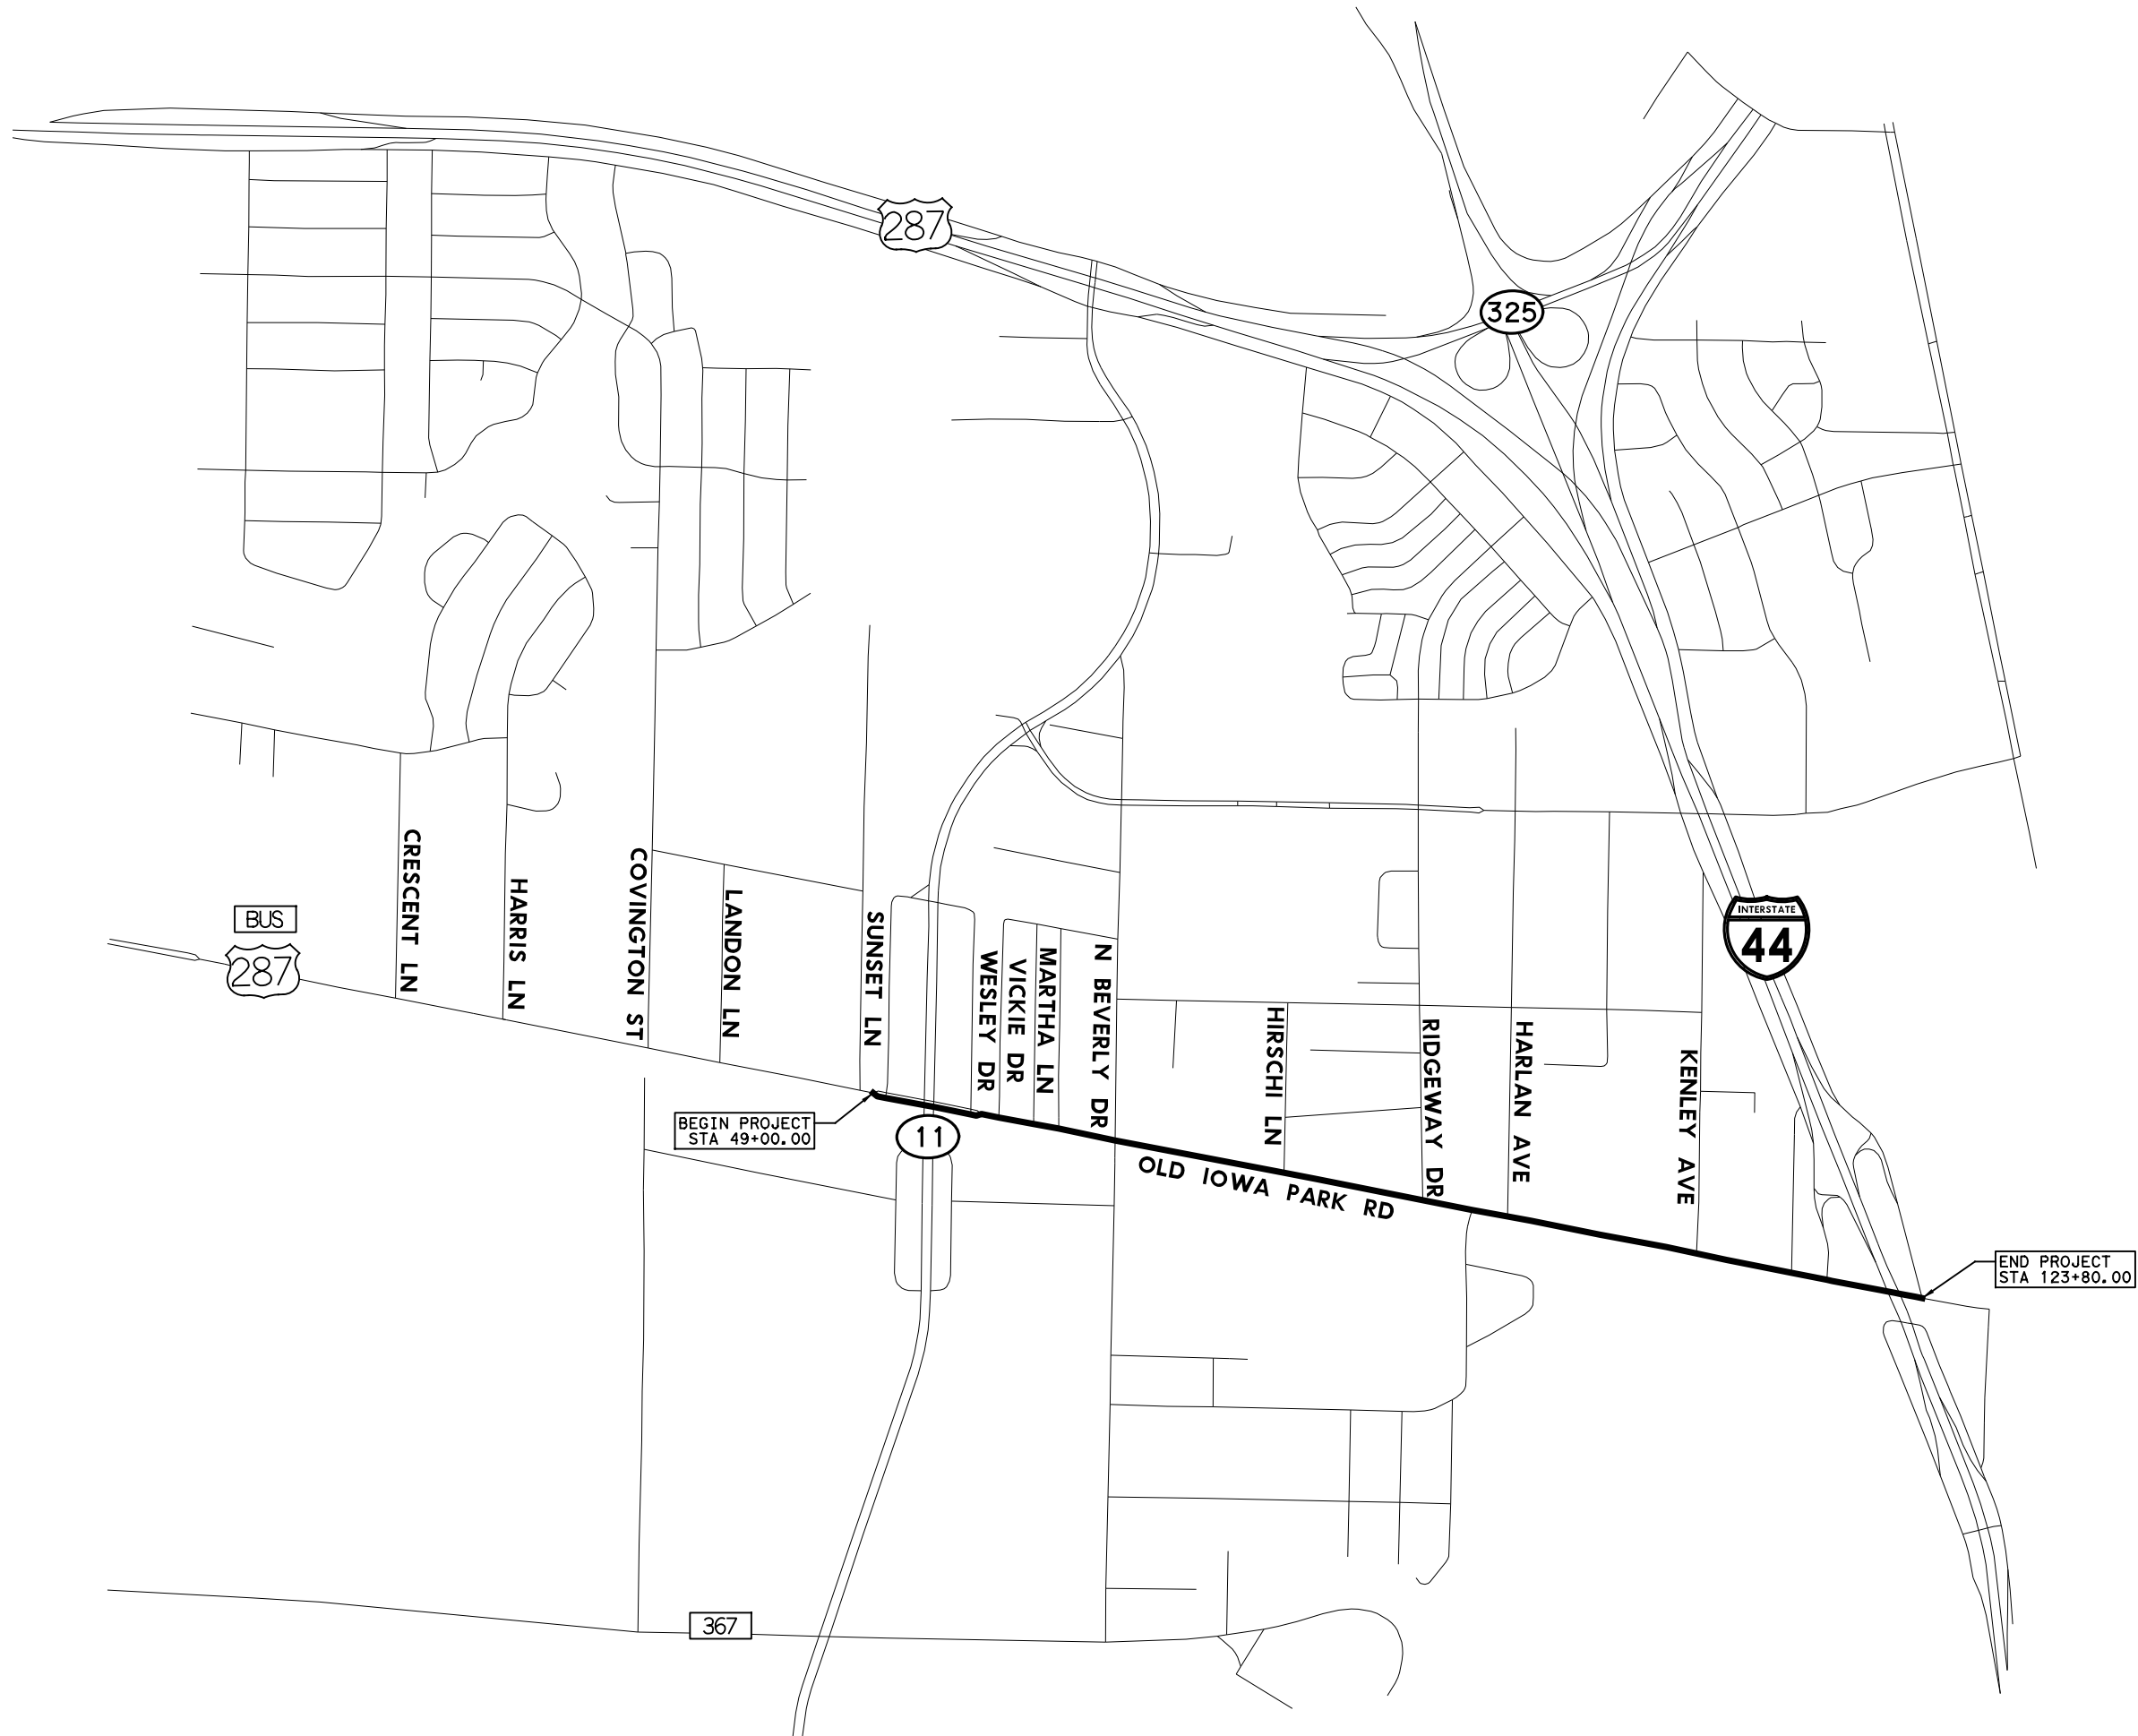 287
325
CRESCENT LN
HARRIS LN
COVINGTON ST
LANDON LN
SUNSET LN
WESLEY DR
VICKIE DR
MARTHA LN
N BEVERLY DR
HIRSCHI LN
RIDGEWAY DR
HARLAN AVE
KENLEY AVE
INTERSTATE
44
BUS
287
BEGIN PROJECT
STA 49+00.00
11
OLD IOWA PARK RD
END PROJECT
STA 123+80.00
367